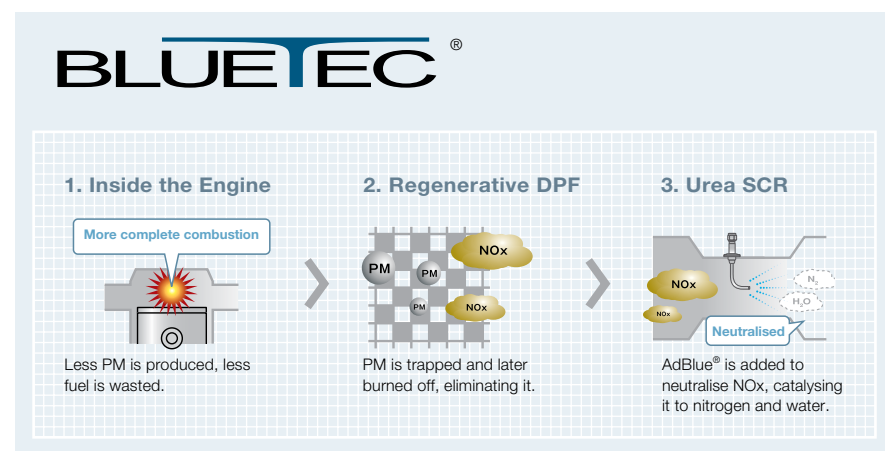 BLUETEC ®
1. Inside the Engine
More complete combustion
Less PM is produced, less
fuel is wasted.
2. Regenerative DPF
PM
PM
PM
NOx
NOx
PM is trapped and later
burned off, eliminating it.
3. Urea SCR
NOx
NOx
N₂
H₂O
Neutralised
AdBlue® is added to
neutralise NOx, catalysing
it to nitrogen and water.